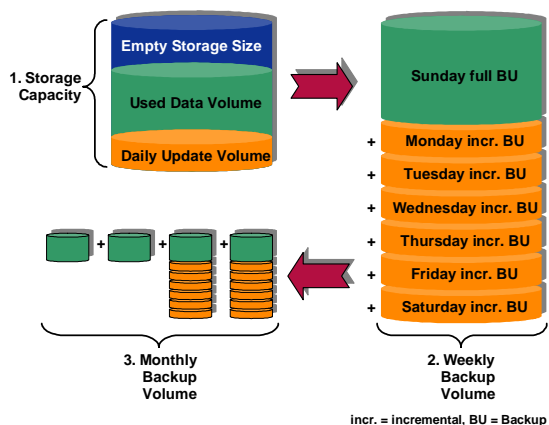 1. Storage
Capacity
Empty Storage Size
Used Data Volume
Daily Update Volume
Sunday full BU
+ Monday incr. BU
+ Tuesday incr. BU
+ Wednesday incr. BU
+ Thursday incr. BU
+ Friday incr. BU
+ Saturday incr. BU
+ + +
3. Monthly
Backup
Volume
2. Weekly
Backup
Volume
incr. = incremental, BU = Backup